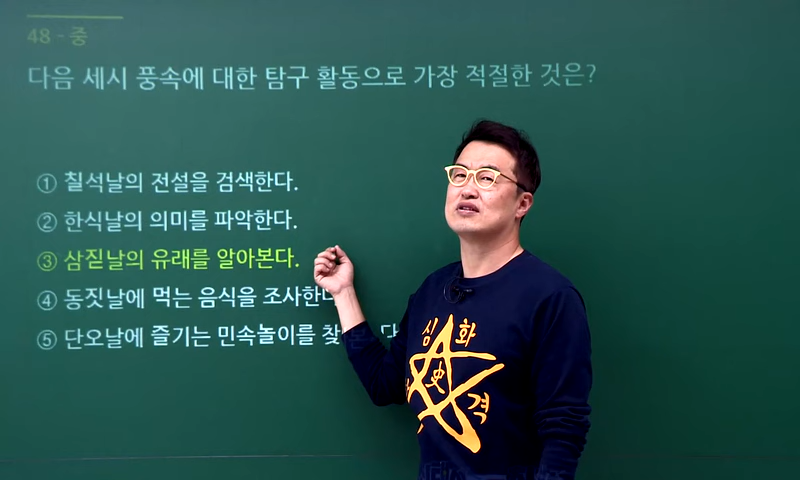 48 - 중
다음 세시 풍속에 대한 탐구 활동으로 가장 적절한 것은?
① 칠석날의 전설을 검색한다.
② 한식날의 의미를 파악한다.
③ 삼짇날의 유래를 알아본다.
④ 동짓날에 먹는 음식을 조사한다
⑤ 단오날에 즐기는 민속놀이를 찾
심화
史
격